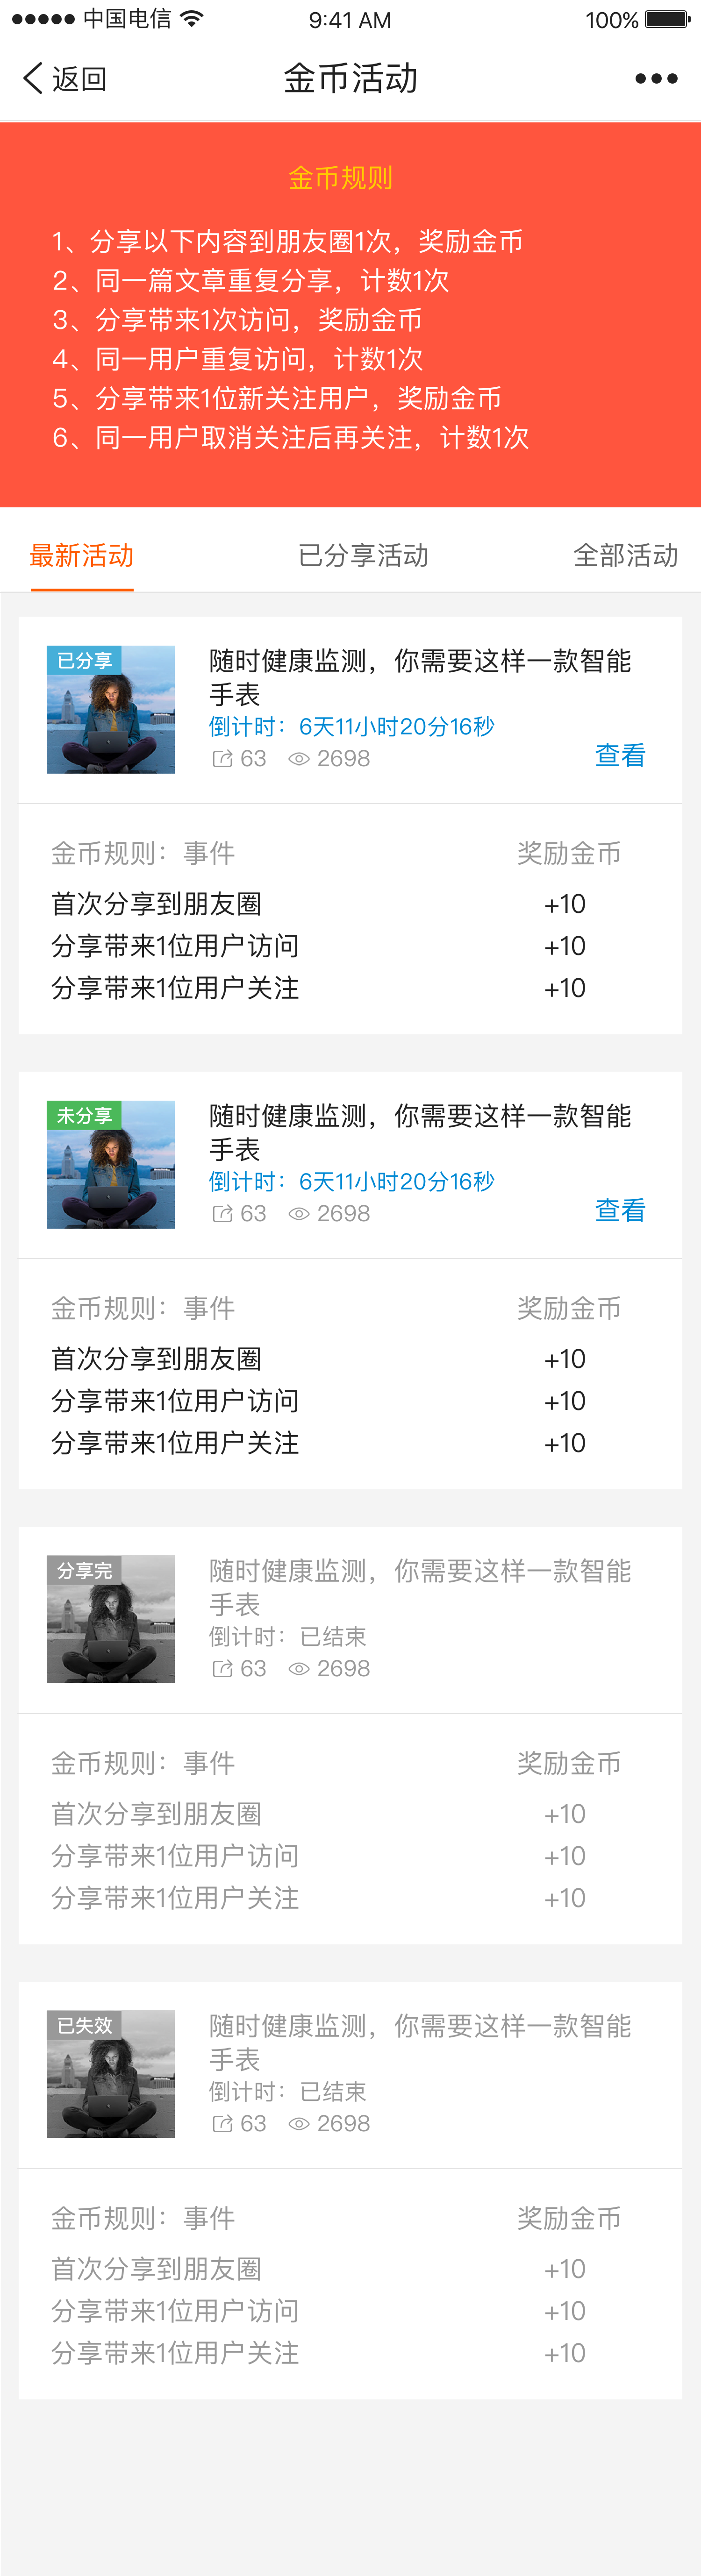 中国电信 9:41 AM 100%
返回 金币活动
金币规则
1、分享以下内容到朋友圈1次，奖励金币
2、同一篇文章重复分享，计数1次
3、分享带来1次访问，奖励金币
4、同一用户重复访问，计数1次
5、分享带来1位新关注用户，奖励金币
6、同一用户取消关注后再关注，计数1次
最新活动 已分享活动 全部活动
已分享
随时健康监测，你需要这样一款智能
手表
倒计时：6天11小时20分16秒
63 2698 查看
金币规则：事件 奖励金币
首次分享到朋友圈 +10
分享带来1位用户访问 +10
分享带来1位用户关注 +10
未分享
随时健康监测，你需要这样一款智能
手表
倒计时：6天11小时20分16秒
63 2698 查看
金币规则：事件 奖励金币
首次分享到朋友圈 +10
分享带来1位用户访问 +10
分享带来1位用户关注 +10
分享完
随时健康监测，你需要这样一款智能
手表
倒计时：已结束
63 2698
金币规则：事件 奖励金币
首次分享到朋友圈 +10
分享带来1位用户访问 +10
分享带来1位用户关注 +10
已失效
随时健康监测，你需要这样一款智能
手表
倒计时：已结束
63 2698
金币规则：事件 奖励金币
首次分享到朋友圈 +10
分享带来1位用户访问 +10
分享带来1位用户关注 +10